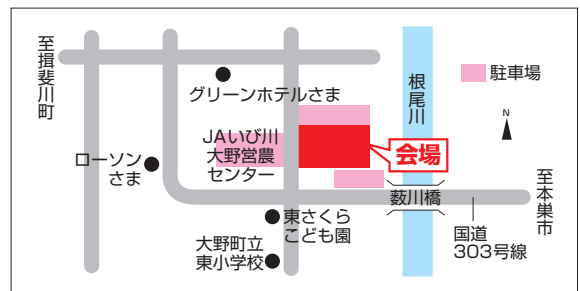 至揖斐川町
グリーンホテルさま
根尾川
駐車場
N
JAいび川
大野営農
センター
会場
ローソン
さま
薮川橋
至本巣市
東さくら
こども園
国道
303号線
大野町立
東小学校